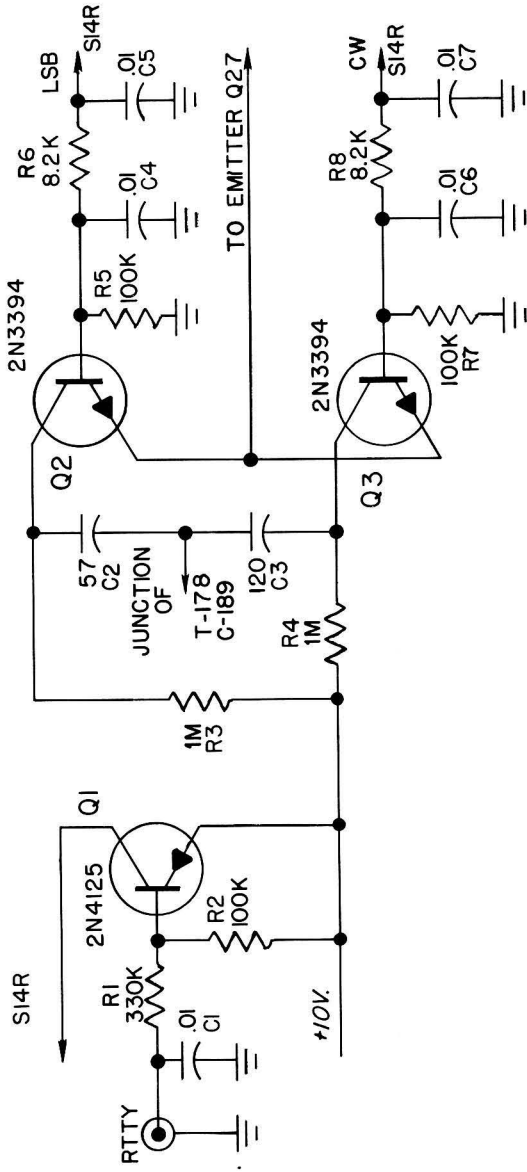 S14R
Q1
2N4125
RTTY
R1
330K
.01
C1
R2
100K
+10V.
1M
R3
R4
1M
57
C2
JUNCTION
OF
T-178
C-189
120
C3
Q2
2N3394
R5
100K
R6
8.2K
.01
C4
.01
C5
LSB
S14R
TO EMITTER Q27
Q3
2N3394
100K
R7
R8
8.2K
.01
C6
.01
C7
CW
S14R